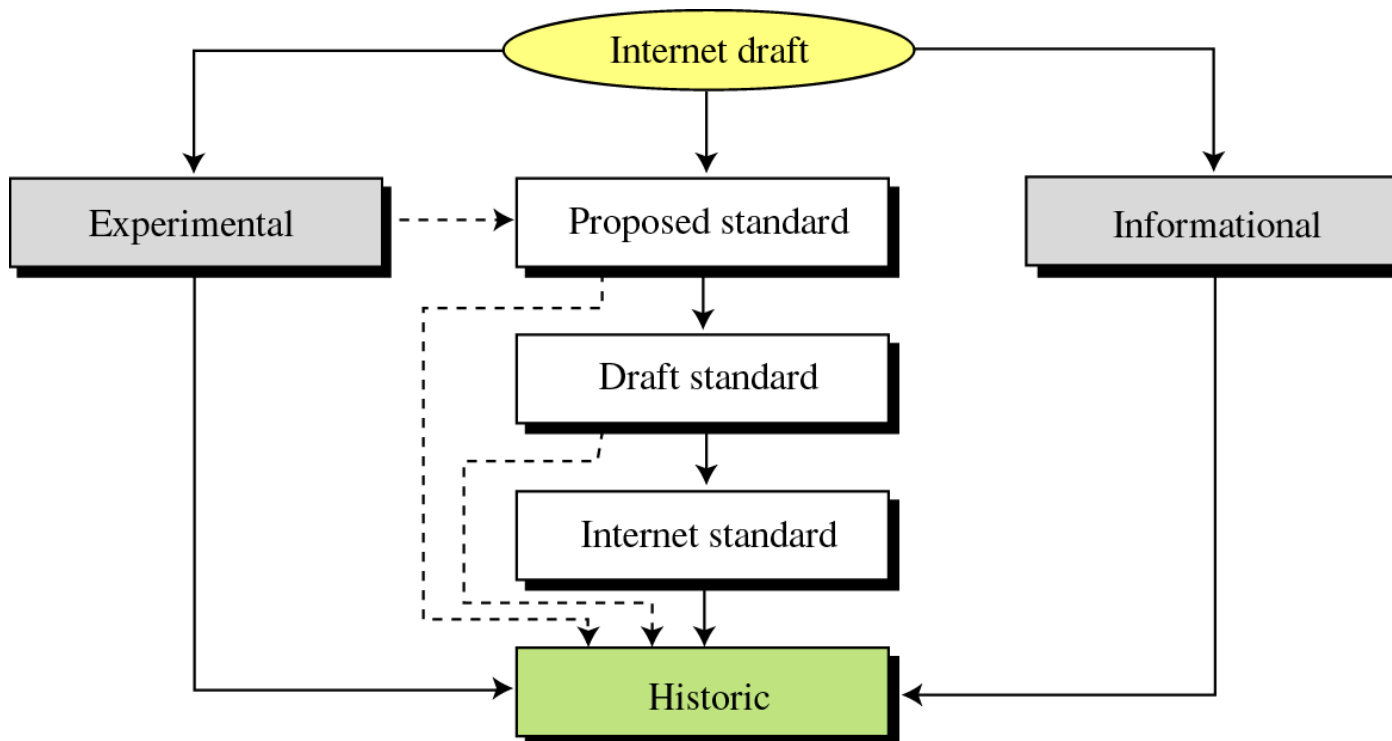 Internet draft
Experimental
Proposed standard
Informational
Draft standard
Internet standard
Historic